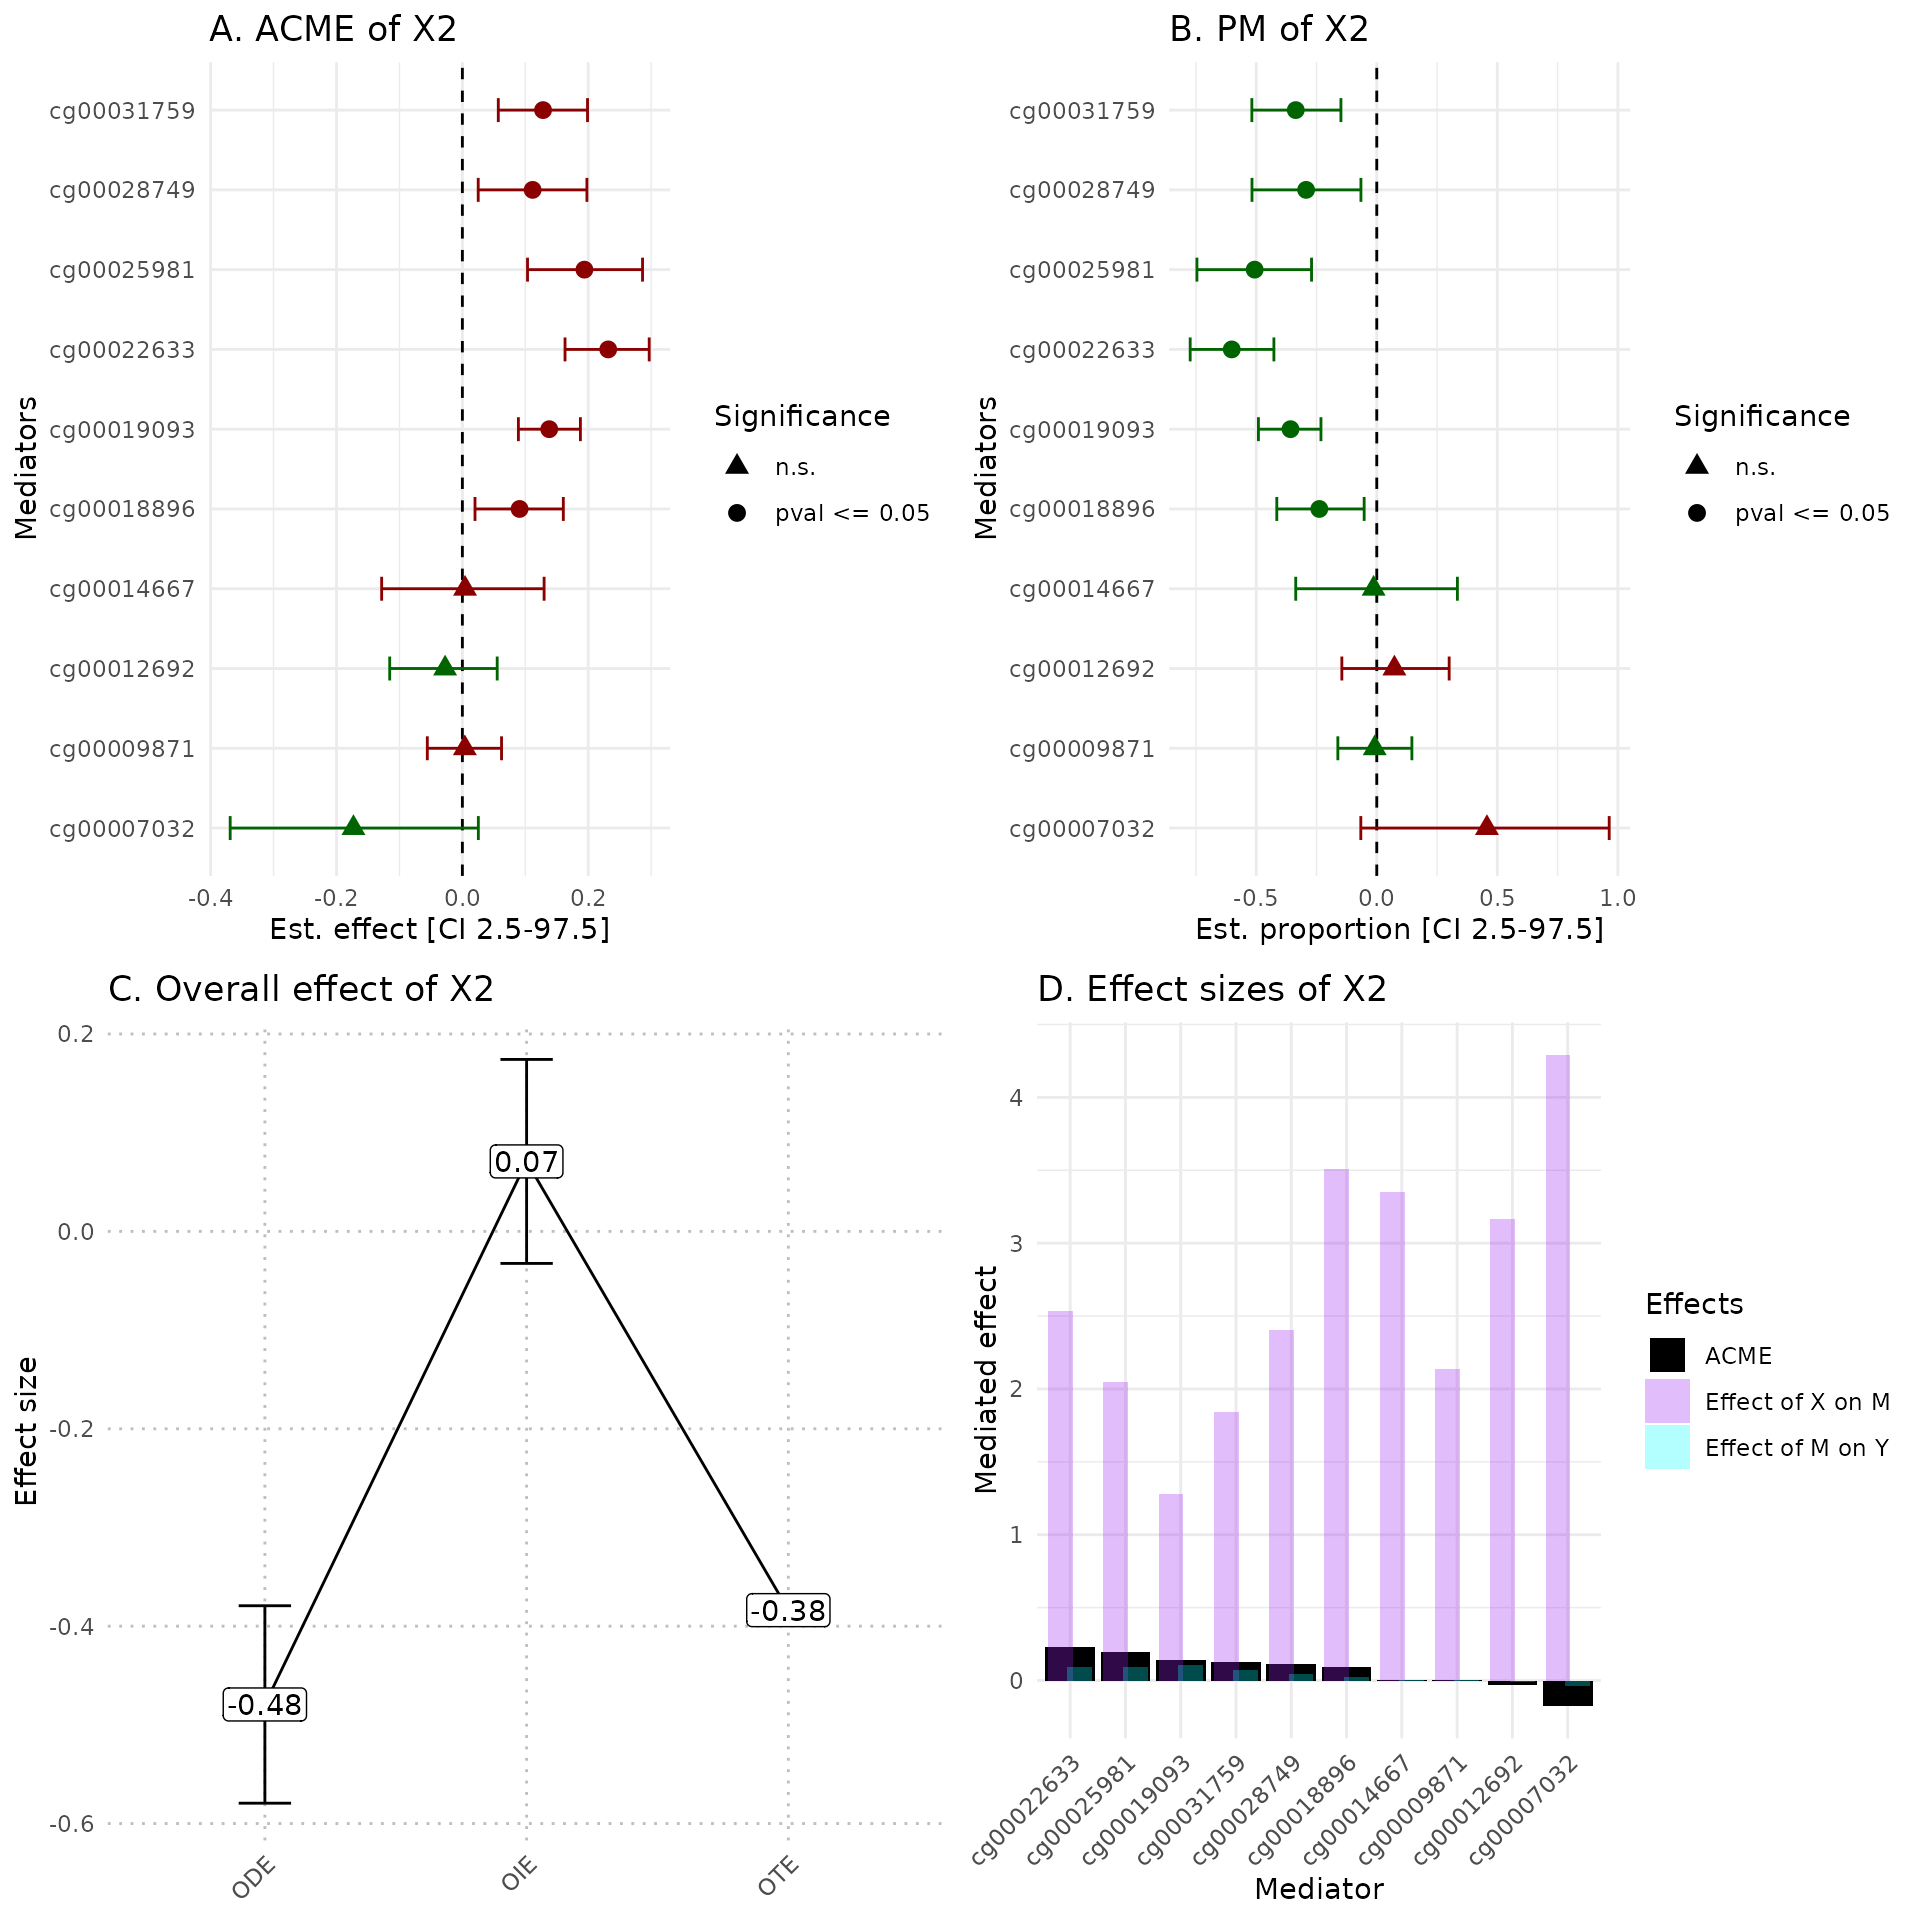 A. ACME of X2
cg00031759
cg00028749
cg00025981
cg00022633
cg00019093
cg00018896
cg00014667
cg00012692
cg00009871
cg00007032
Mediators
-0.4 -0.2 0.0 0.2
Est. effect [CI 2.5-97.5]
Significance
n.s.
pval <= 0.05
B. PM of X2
cg00031759
cg00028749
cg00025981
cg00022633
cg00019093
cg00018896
cg00014667
cg00012692
cg00009871
cg00007032
Mediators
-0.5 0.0 0.5 1.0
Est. proportion [CI 2.5-97.5]
Significance
n.s.
pval <= 0.05
C. Overall effect of X2
0.2
0.0
-0.2
-0.4
-0.6
Effect size
0.07
-0.38
-0.48
ODE OIE OTE
D. Effect sizes of X2
4
3
2
1
0
Mediated effect
cg00022633 cg00025981 cg00019093 cg00031759 cg00028749 cg00018896 cg00014667 cg00009871 cg00012692 cg00007032
Mediator
Effects
ACME
Effect of X on M
Effect of M on Y